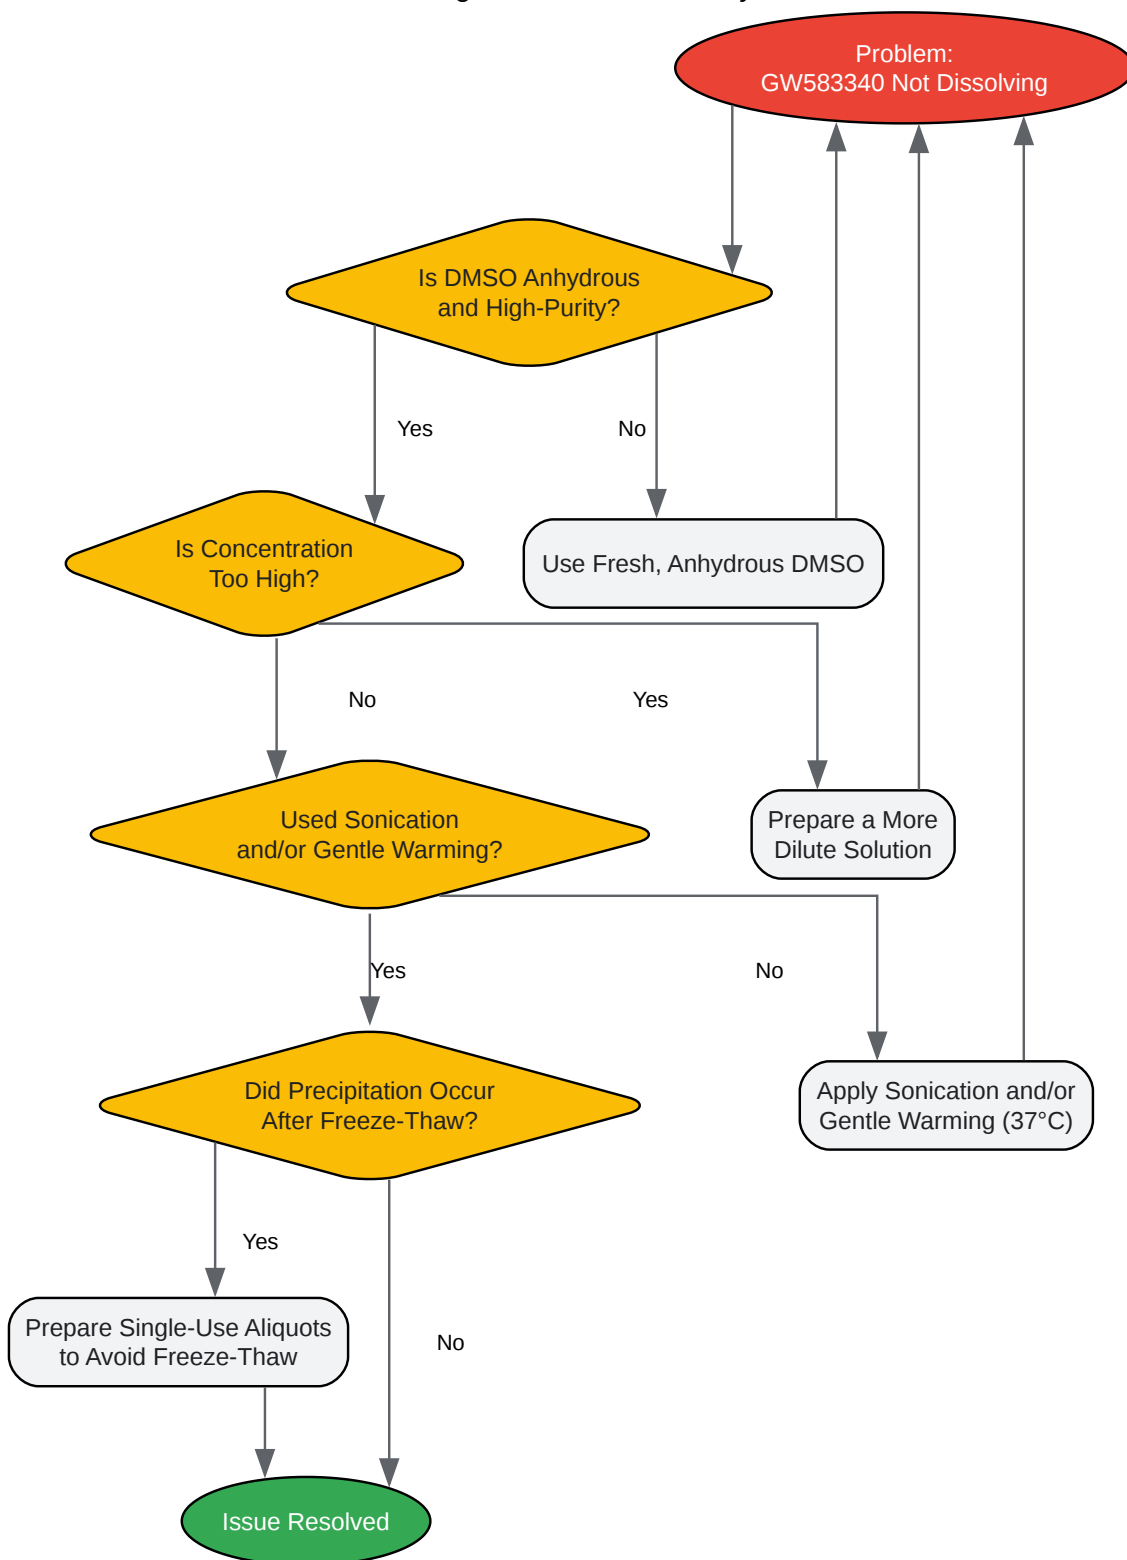 Problem:
GW583340 Not Dissolving
Is DMSO Anhydrous
and High-Purity?
Yes
No
Is Concentration
Too High?
Use Fresh, Anhydrous DMSO
No
Yes
Used Sonication
and/or Gentle Warming?
Prepare a More
Dilute Solution
Yes
No
Did Precipitation Occur
After Freeze-Thaw?
Apply Sonication and/or
Gentle Warming (37°C)
Yes
Prepare Single-Use Aliquots
to Avoid Freeze-Thaw
No
Issue Resolved